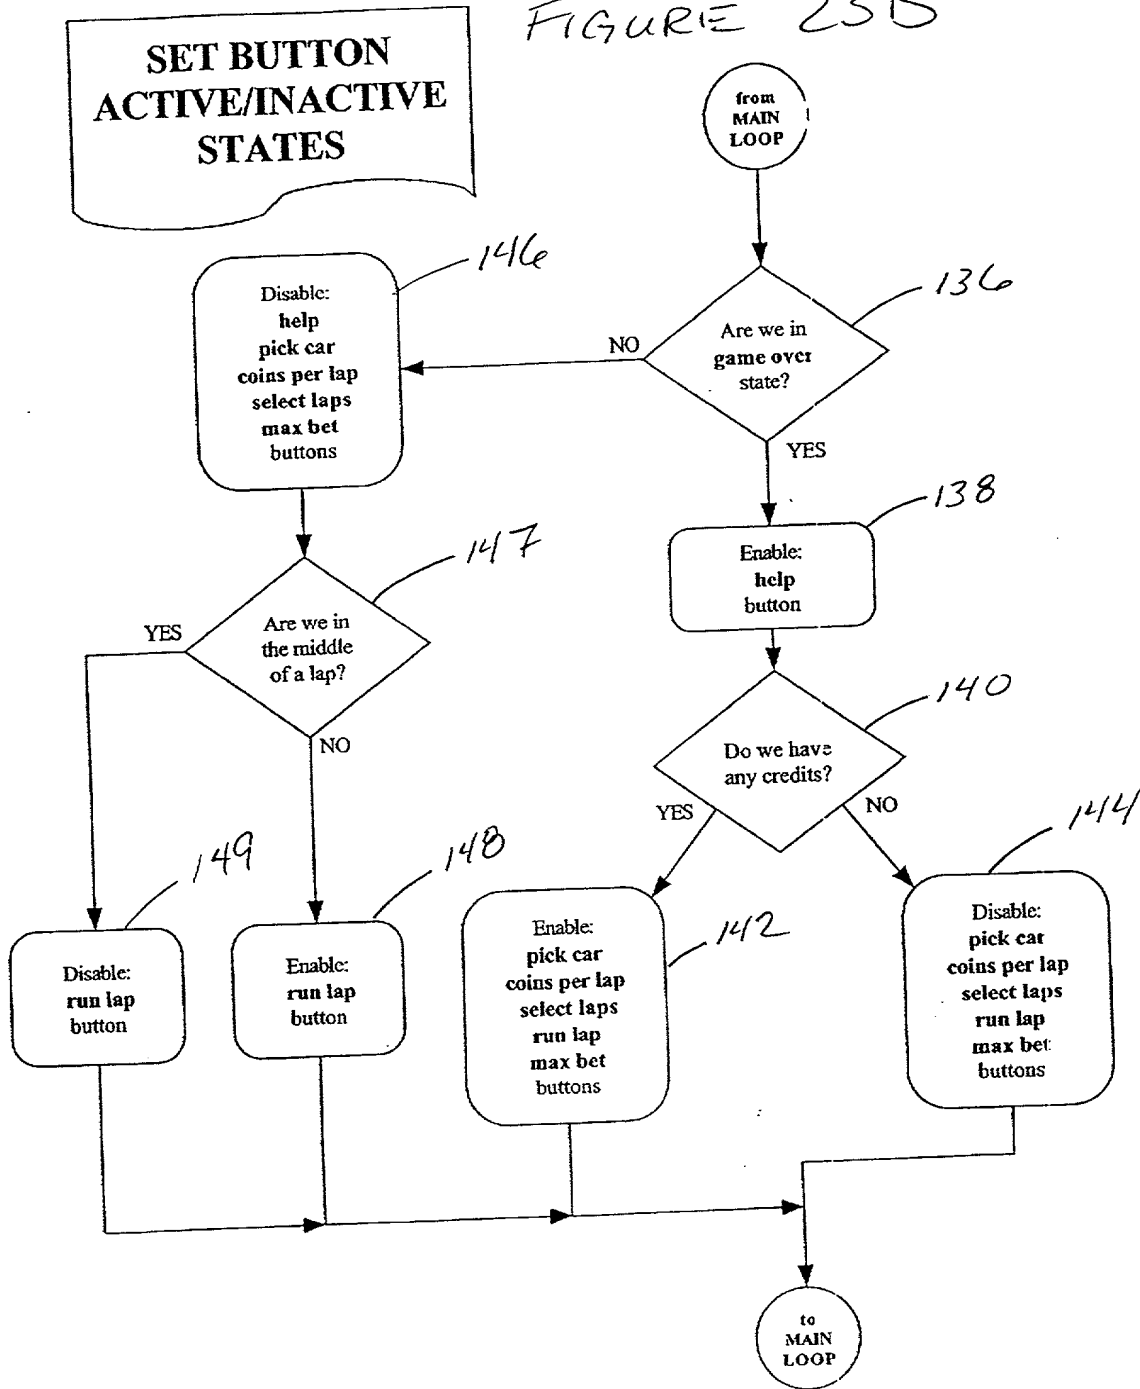 FIGURE 25B
SET BUTTON
ACTIVE/INACTIVE
STATES
from
MAIN
LOOP
136
Are we in
game over
state?
NO
YES
146
Disable:
help
pick car
coins per lap
select laps
max bet
buttons
138
Enable:
help
button
147
Are we in
the middle
of a lap?
YES
NO
140
Do we have
any credits?
YES
NO
149
Disable:
run lap
button
148
Enable:
run lap
button
142
Enable:
pick car
coins per lap
select laps
run lap
max bet
buttons
144
Disable:
pick car
coins per lap
select laps
run lap
max bet
buttons
to
MAIN
LOOP